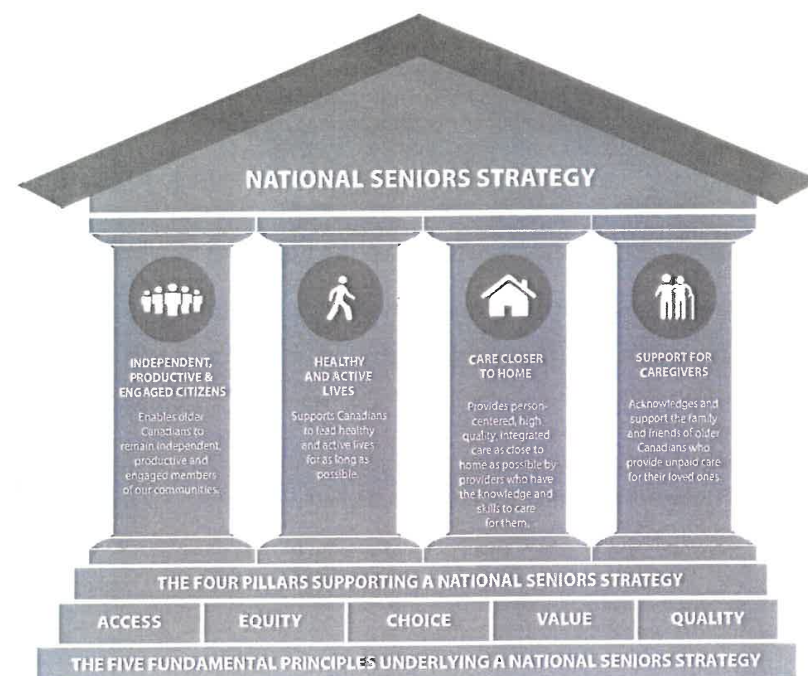 NATIONAL SENIORS STRATEGY
INDEPENDENT,
PRODUCTIVE &
ENGAGED CITIZENS
Enables older
Canadians to
remain independent,
productive and
engaged members
of our communities.
HEALTHY
AND ACTIVE
LIVES
Supports Canadians
to lead healthy
and active lives
for as long as
possible.
CARE CLOSER
TO HOME
Provides person-
centered, high
quality, integrated
care as close to
home as possible by
providers who have
the knowledge and
skills to care
for them.
SUPPORT FOR
CAREGIVERS
Acknowledges and
support the family
and friends of older
Canadians who
provide unpaid care
for their loved ones.
THE FOUR PILLARS SUPPORTING A NATIONAL SENIORS STRATEGY
ACCESS EQUITY CHOICE VALUE QUALITY
THE FIVE FUNDAMENTAL PRINCIPLES UNDERLYING A NATIONAL SENIORS STRATEGY